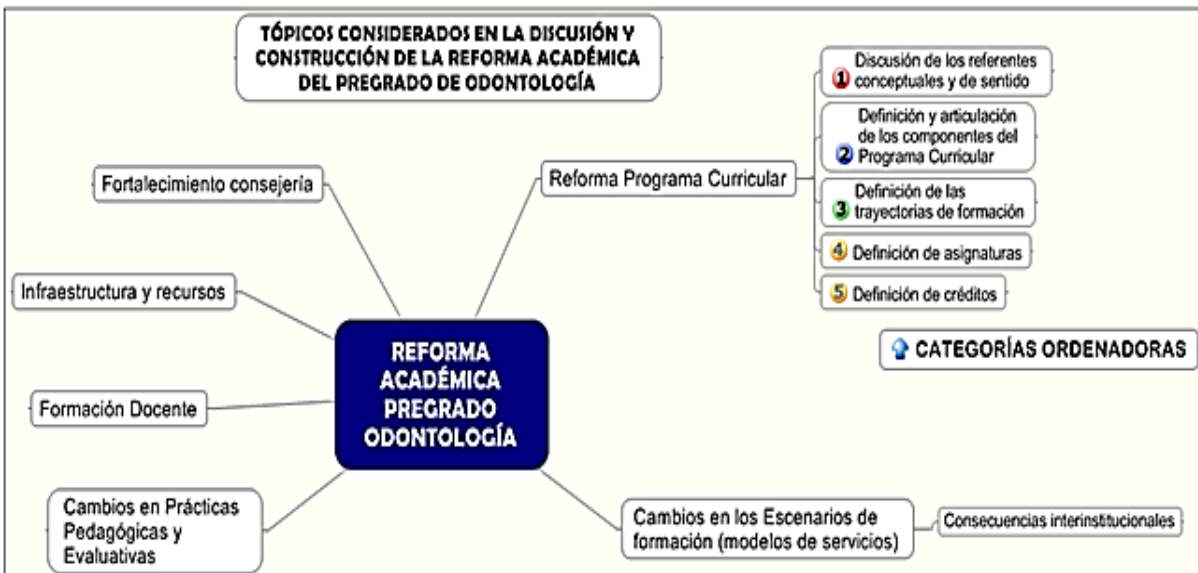 TÓPICOS CONSIDERADOS EN LA DISCUSIÓN Y
CONSTRUCCIÓN DE LA REFORMA ACADÉMICA
DEL PREGRADO DE ODONTOLOGÍA
Fortalecimiento consejería
Infraestructura y recursos
Formación Docente
Cambios en Prácticas
Pedagógicas y
Evaluativas
REFORMA
ACADÉMICA
PREGRADO
ODONTOLOGÍA
Reforma Programa Curricular
1 Discusión de los referentes
conceptuales y de sentido
2 Definición y articulación
de los componentes del
Programa Curricular
3 Definición de las
trayectorias de formación
4 Definición de asignaturas
5 Definición de créditos
CATEGORÍAS ORDENADORAS
Cambios en los Escenarios de
formación (modelos de servicios)
Consecuencias interinstitucionales